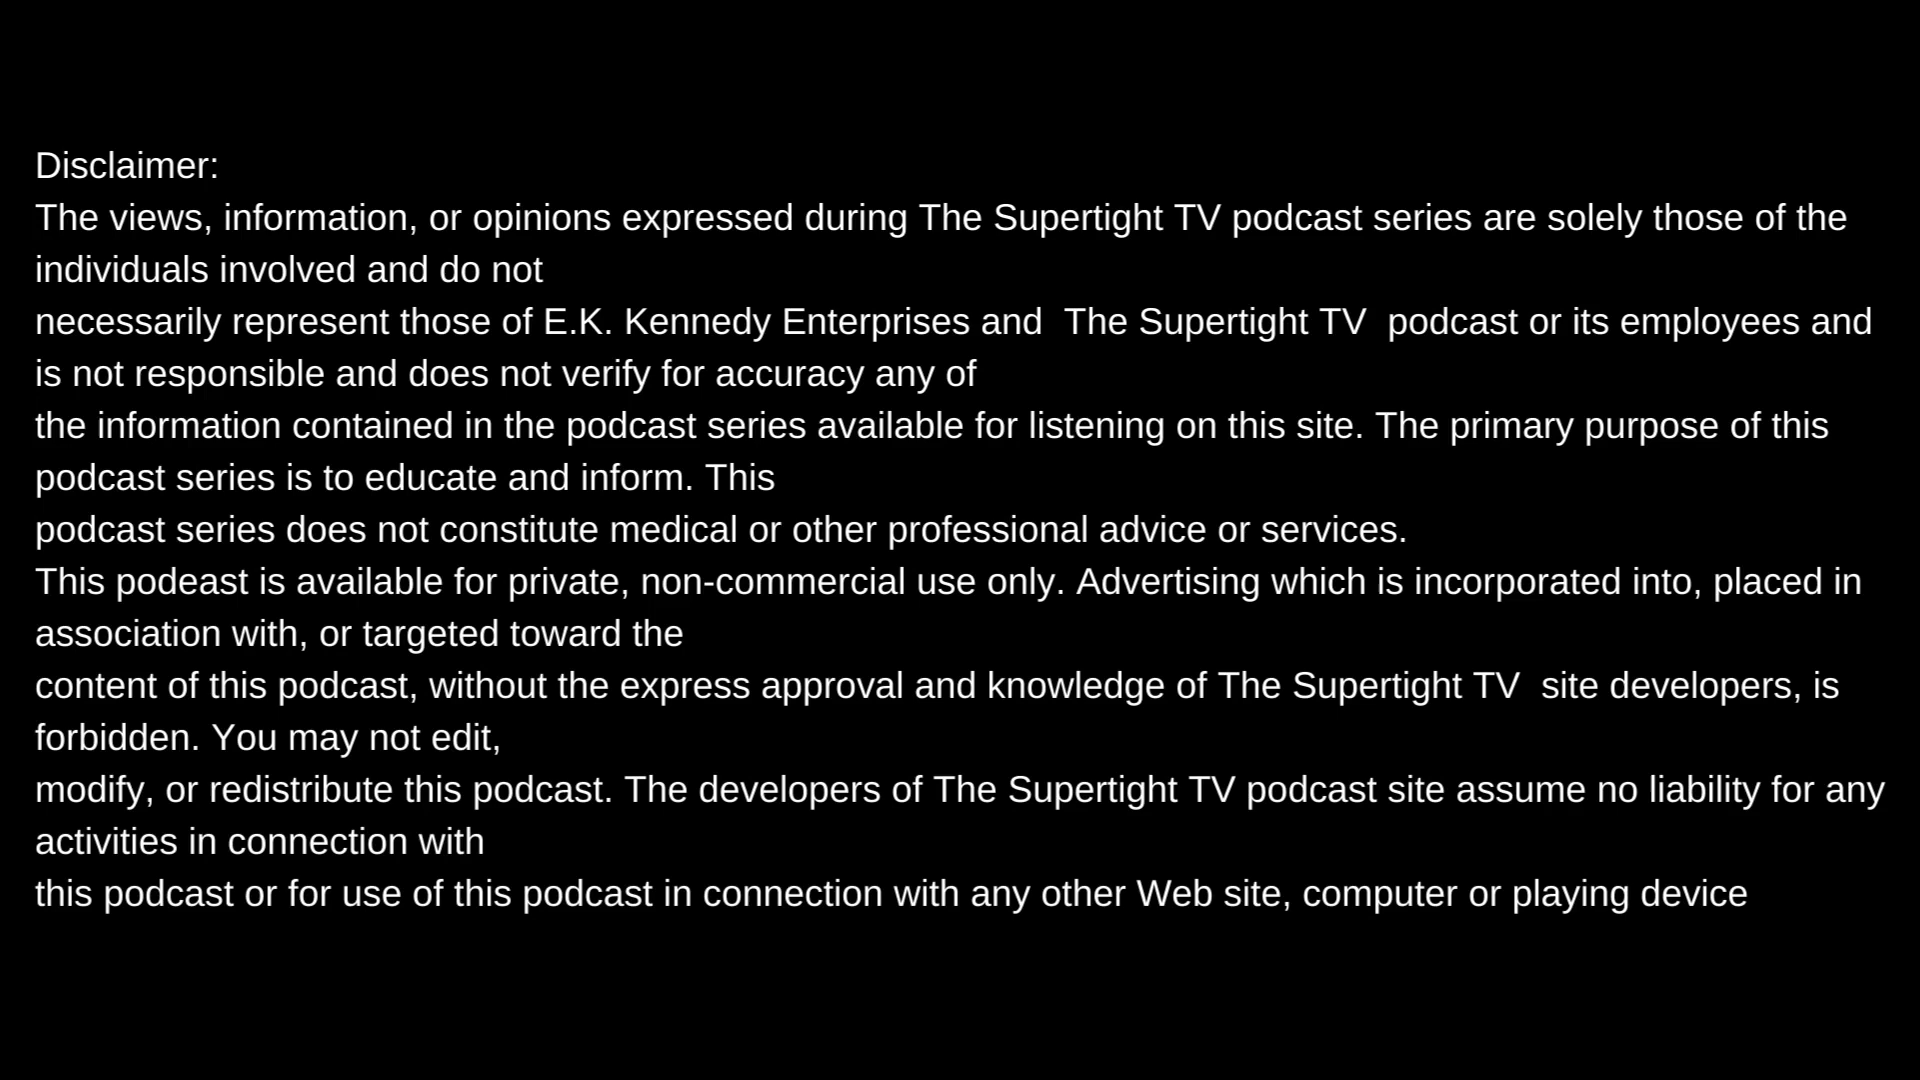 Disclaimer:
The views, information, or opinions expressed during The Supertight TV podcast series are solely those of the
individuals involved and do not
necessarily represent those of E.K. Kennedy Enterprises and  The Supertight TV  podcast or its employees and
is not responsible and does not verify for accuracy any of
the information contained in the podcast series available for listening on this site. The primary purpose of this
podcast series is to educate and inform. This
podcast series does not constitute medical or other professional advice or services.
This podeast is available for private, non-commercial use only. Advertising which is incorporated into, placed in
association with, or targeted toward the
content of this podcast, without the express approval and knowledge of The Supertight TV  site developers, is
forbidden. You may not edit,
modify, or redistribute this podcast. The developers of The Supertight TV podcast site assume no liability for any
activities in connection with
this podcast or for use of this podcast in connection with any other Web site, computer or playing device